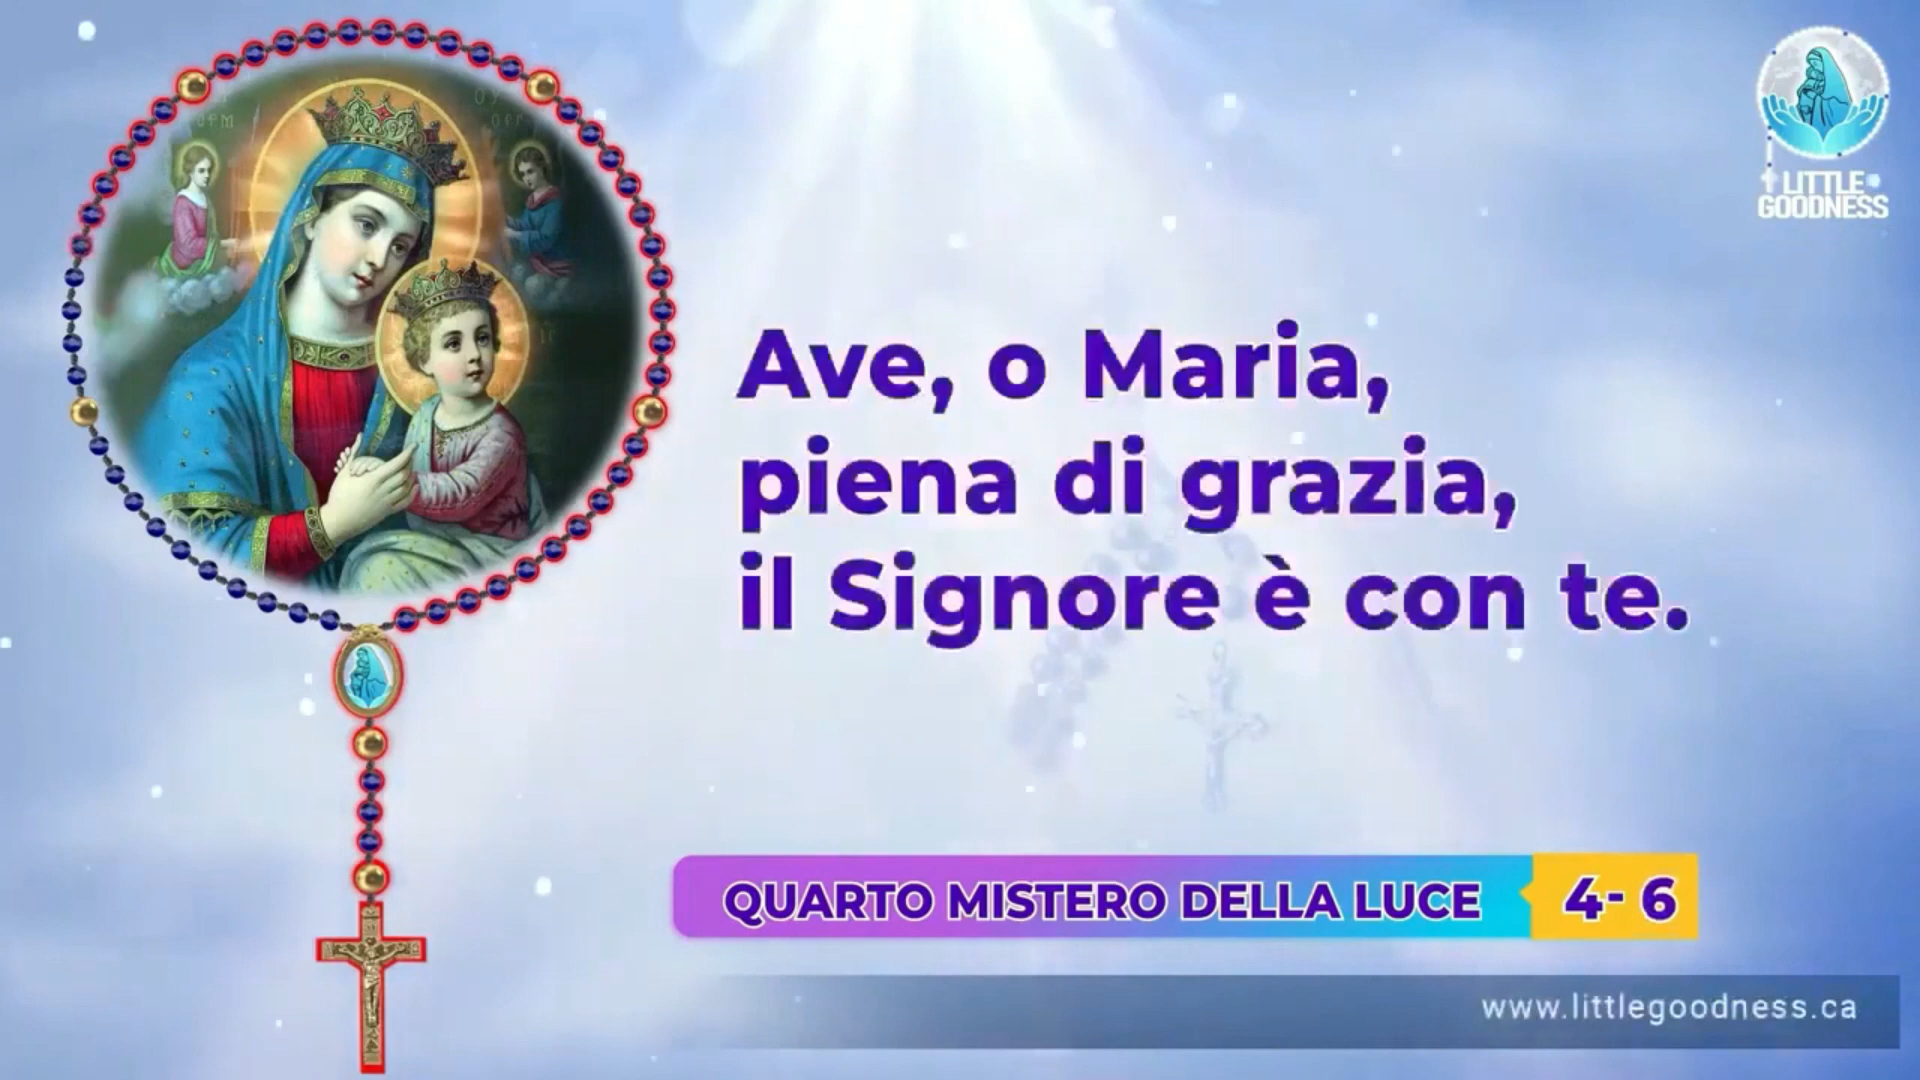 LITTLE
GOODNESS
Ave, o Maria,
piena di grazia,
il Signore è con te.
QUARTO MISTERO DELLA LUCE
4- 6
www.littlegoodness.ca